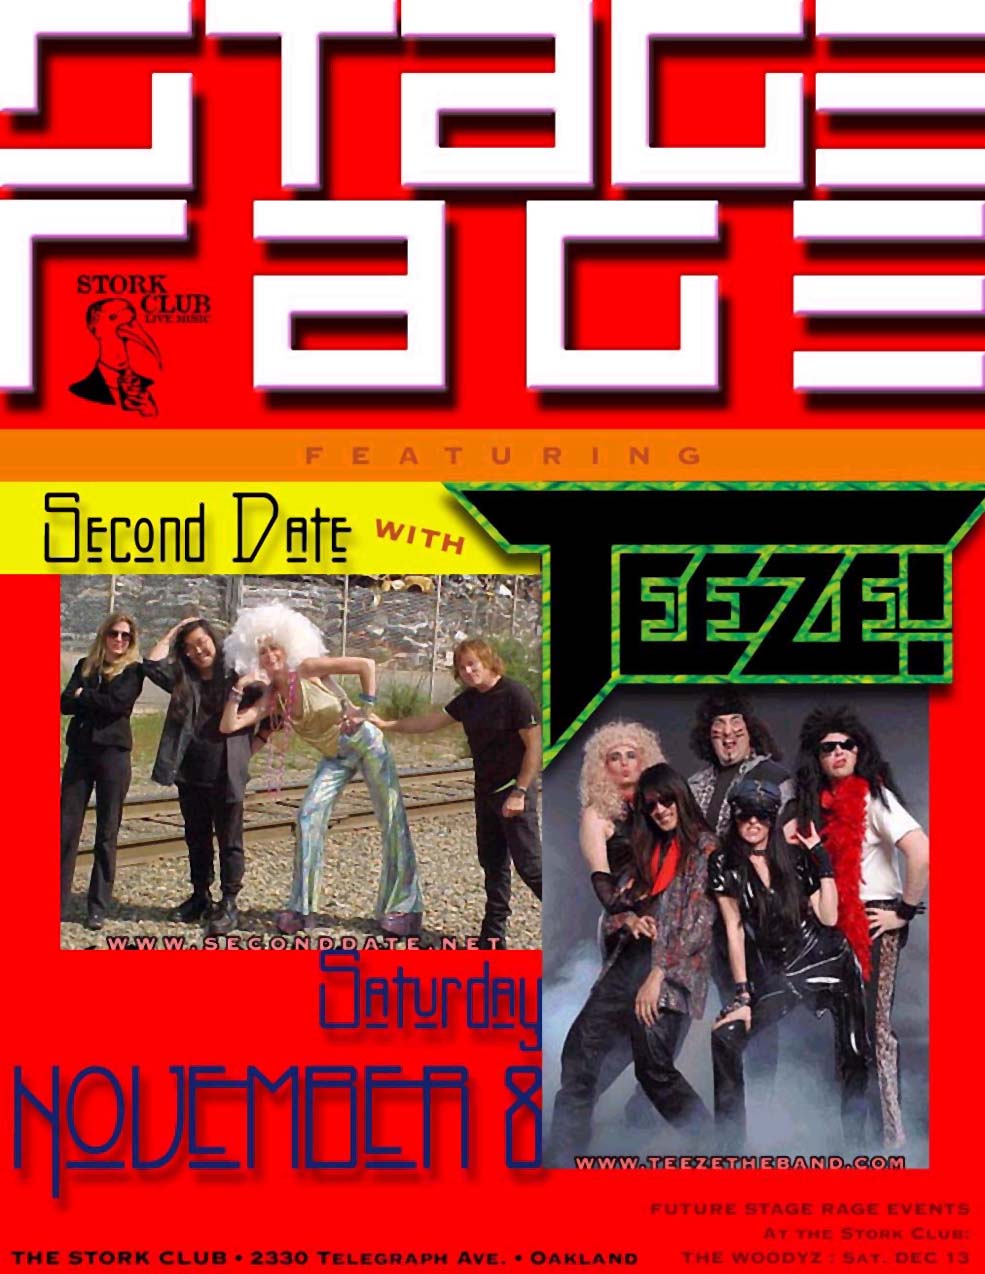 STAGE
RAGE
STORK
CLUB
LIVE MUSIC
FEATURING
Second Date WITH TEEZE!
WWW.SECONDDATE.NET
Saturday
NOVEMBER 8
WWW.TEEZETHEBAND.COM
FUTURE STAGE RAGE EVENTS
AT THE STORK CLUB:
THE WOODYZ : SAT. DEC 13
THE STORK CLUB • 2330 TELEGRAPH AVE. • OAKLAND